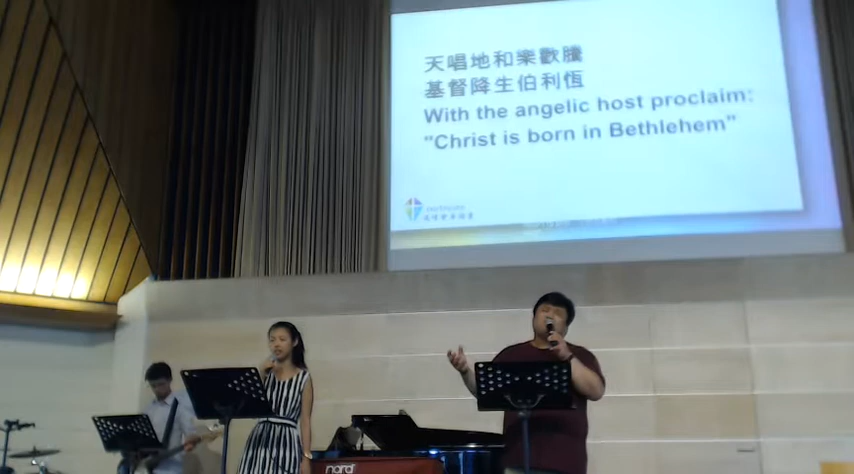 天唱地和樂歡騰
基督降生伯利恆
With the angelic host proclaim:
"Christ is born in Bethlehem"
nord